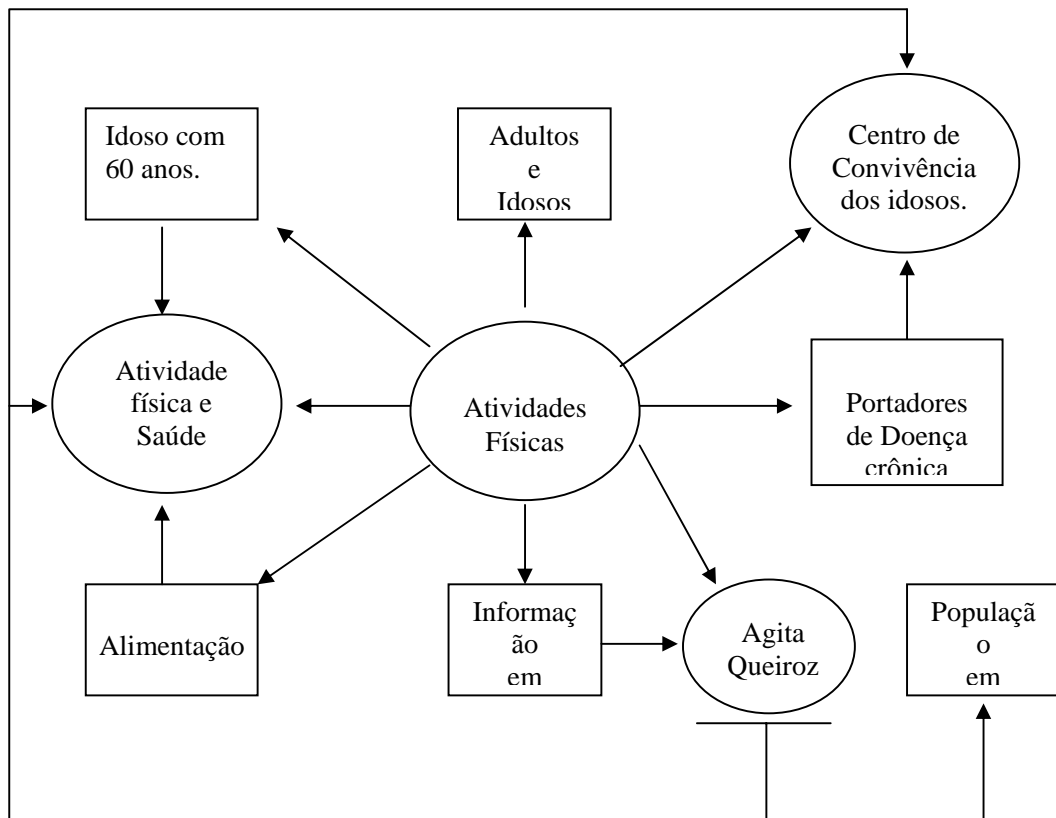 Idoso com
60 anos.
Adultos
e
Idosos
Centro de
Convivência
dos idosos.
Atividade
física e
Saúde
Atividades
Físicas
Portadores
de Doença
crônica
Alimentação
Informaç
ão
em
Agita
Queiroz
Populaçã
o
em